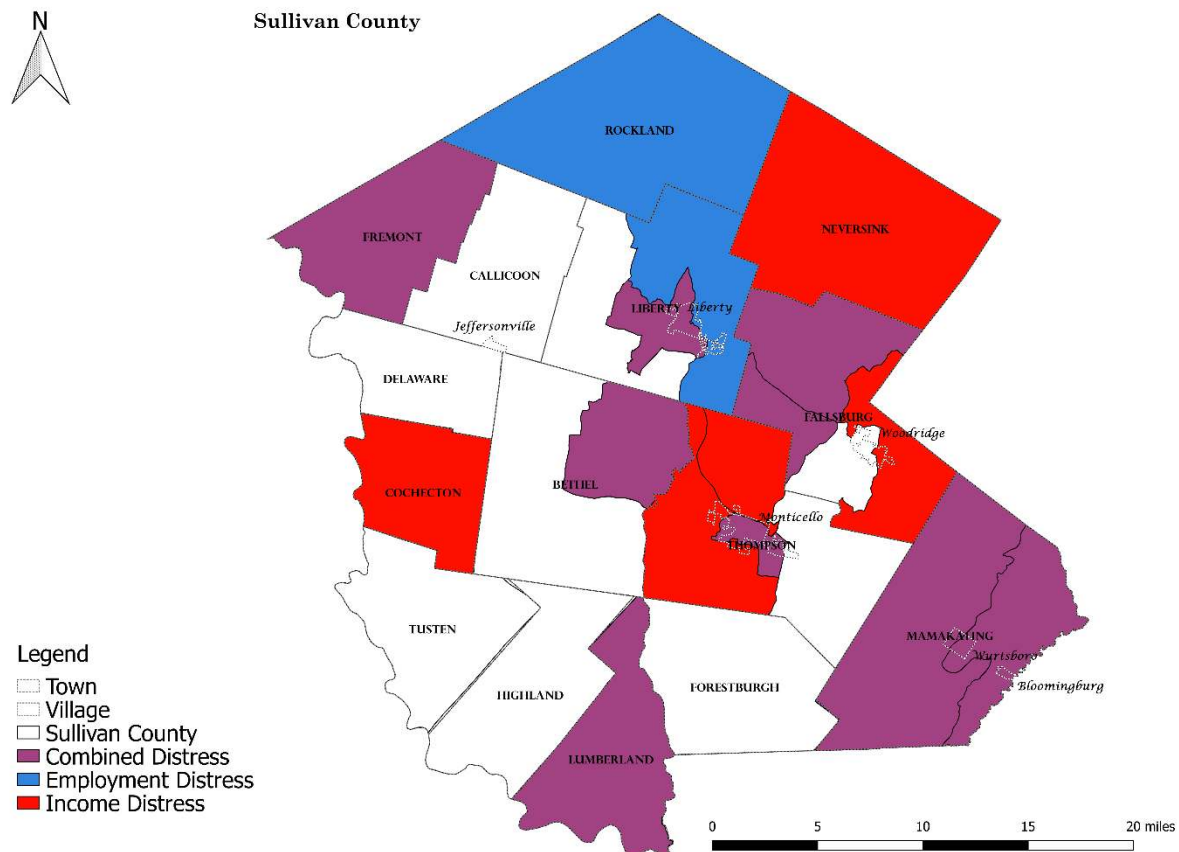 N
Sullivan County
ROCKLAND
NEVERSINK
FREMONT
CALLICOON
LIBERTY
Liberty
Jeffersonville
DELAWARE
FALLSBURG
Woodridge
COCHECTON
BETHEL
Monticello
THOMPSON
TUSTEN
MAMAKATING
Wurtsboro
Bloomingburg
HIGHLAND
FORESTBURGH
LUMBERLAND
Legend
Town
Village
Sullivan County
Combined Distress
Employment Distress
Income Distress
0 5 10 15 20 miles